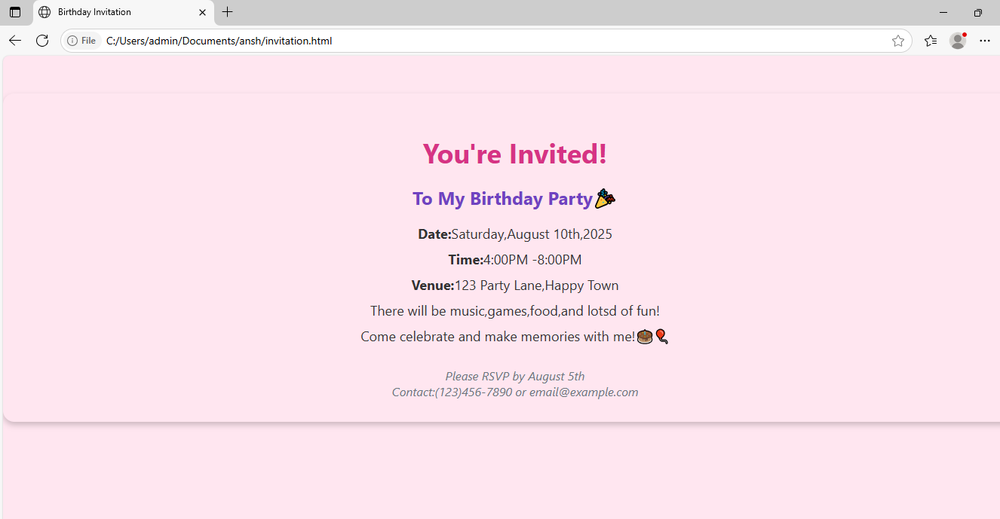 Birthday Invitation
File C:/Users/admin/Documents/ansh/invitation.html
You're Invited!
To My Birthday Party🎉
Date:Saturday,August 10th,2025
Time:4:00PM -8:00PM
Venue:123 Party Lane,Happy Town
There will be music,games,food,and lotsd of fun!
Come celebrate and make memories with me!🎂🎈
Please RSVP by August 5th
Contact:(123)456-7890 or email@example.com